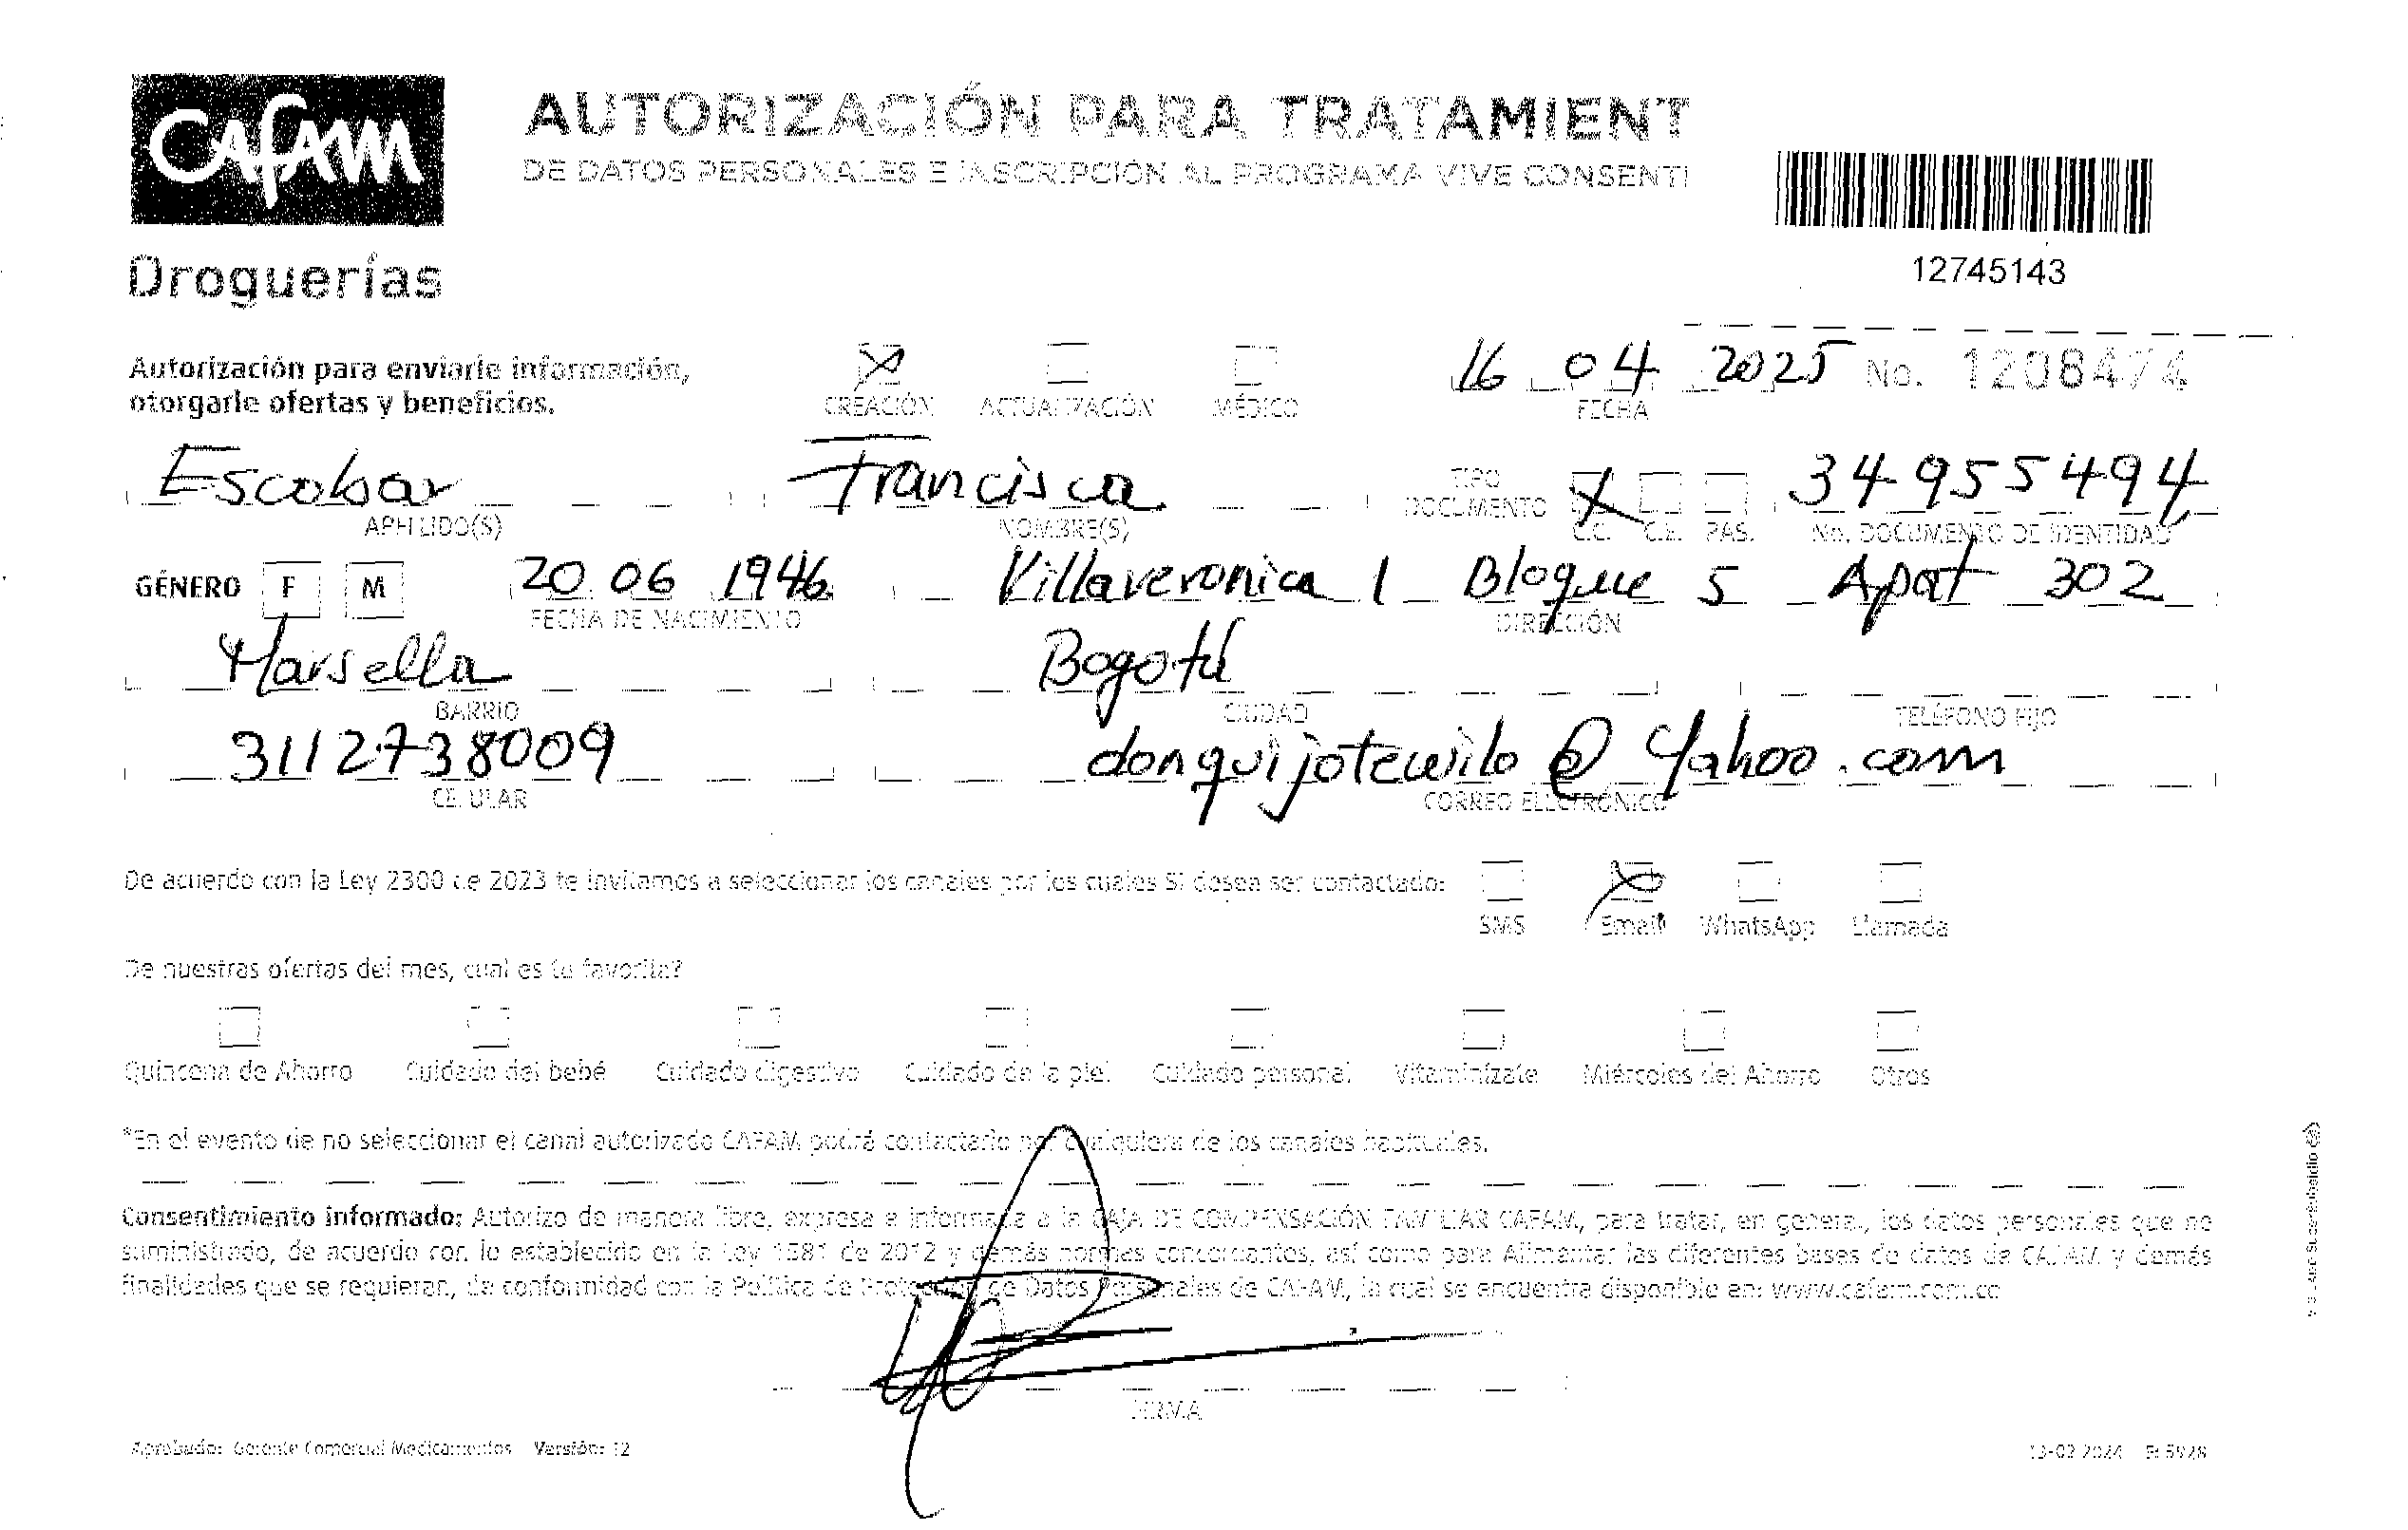 Cafam
AUTORIZACIÓN PARA TRATAMIENT
DE DATOS PERSONALES E INSCRIPCIÓN AL PROGRAMA VIVE CONSENTI
12745143
Droguerías
Autorización para enviarle información,
otorgarle ofertas y beneficios.
CREACIÓN ACTUALIZACIÓN MÉDICO
16 04 2025 No. 1208474
FECHA
Escobar Francisca TIPO DOCUMENTO 34955494
APELLIDO(S) NOMBRE(S) C.C. C.E. PAS. No. DOCUMENTO DE IDENTIDAD
GÉNERO F M 20 06 1946 Villaveronica 1 Bloque 5 Apat 302
FECHA DE NACIMIENTO DIRECCIÓN
Marsella Bogotá
BARRIO CIUDAD TELÉFONO FIJO
3112738009 donquijotewilo@Yahoo.com
CELULAR CORREO ELECTRÓNICO
De acuerdo con la Ley 2300 de 2023 te invitamos a seleccionar los canales por los cuales SI desea ser contactado:
SMS Email WhatsApp Llamada
De nuestras ofertas del mes, cual es tu favorita?
Quincena de Ahorro Cuidado del bebé Cuidado digestivo Cuidado de la piel Cuidado personal Vitaminízate Miércoles del Ahorro Otros
*En el evento de no seleccionar el canal autorizado CAFAM podrá contactarlo por cualquiera de los canales habituales.
Consentimiento informado: Autorizo de manera libre, expresa e informada a la CAJA DE COMPENSACIÓN FAMILIAR CAFAM, para tratar, en general, los datos personales que he
suministrado, de acuerdo con lo establecido en la Ley 1581 de 2012 y demás normas concordantes, así como para Alimentar las diferentes bases de datos de CAFAM y demás
finalidades que se requieran, de conformidad con la Política de Protección de Datos Personales de CAFAM, la cual se encuentra disponible en: www.cafam.com.co
FIRMA
Aprobado: Gerente Comercial Medicamentos Versión: 12
13-02-2024